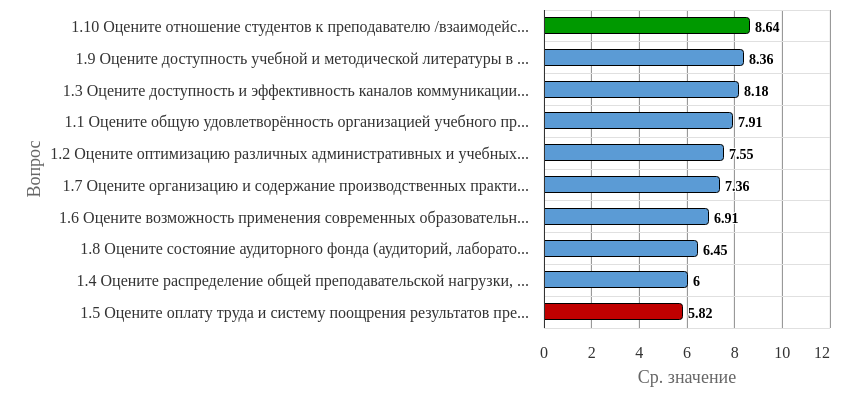 1.10 Оцените отношение студентов к преподавателю /взаимодейс... 8.64
1.9 Оцените доступность учебной и методической литературы в ... 8.36
1.3 Оцените доступность и эффективность каналов коммуникации... 8.18
1.1 Оцените общую удовлетворённость организацией учебного пр... 7.91
1.2 Оцените оптимизацию различных административных и учебных... 7.55
1.7 Оцените организацию и содержание производственных практи... 7.36
1.6 Оцените возможность применения современных образовательн... 6.91
1.8 Оцените состояние аудиторного фонда (аудиторий, лаборато... 6.45
1.4 Оцените распределение общей преподавательской нагрузки, ... 6
1.5 Оцените оплату труда и систему поощрения результатов пре... 5.82
Вопрос
0 2 4 6 8 10 12
Ср. значение